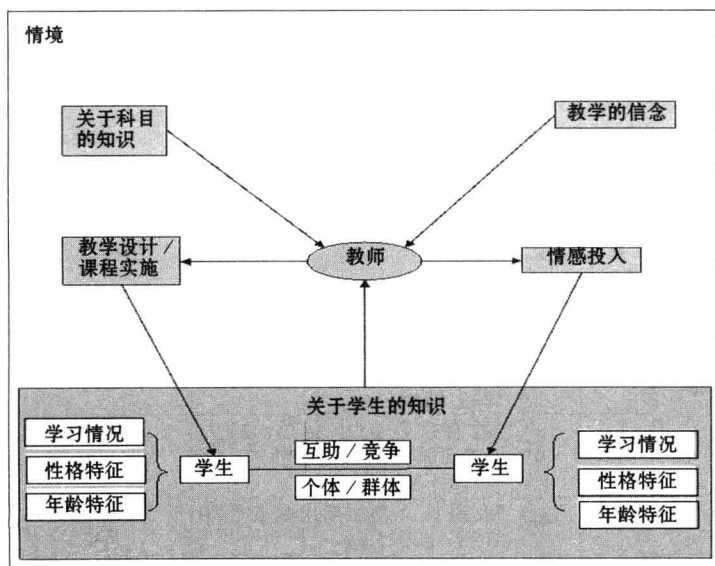 情境
关于科目
的知识
教学的信念
教学设计/
课程实施
教师
情感投入
关于学生的知识
学习情况
性格特征
年龄特征
学生
互助/竞争
个体/群体
学生
学习情况
性格特征
年龄特征